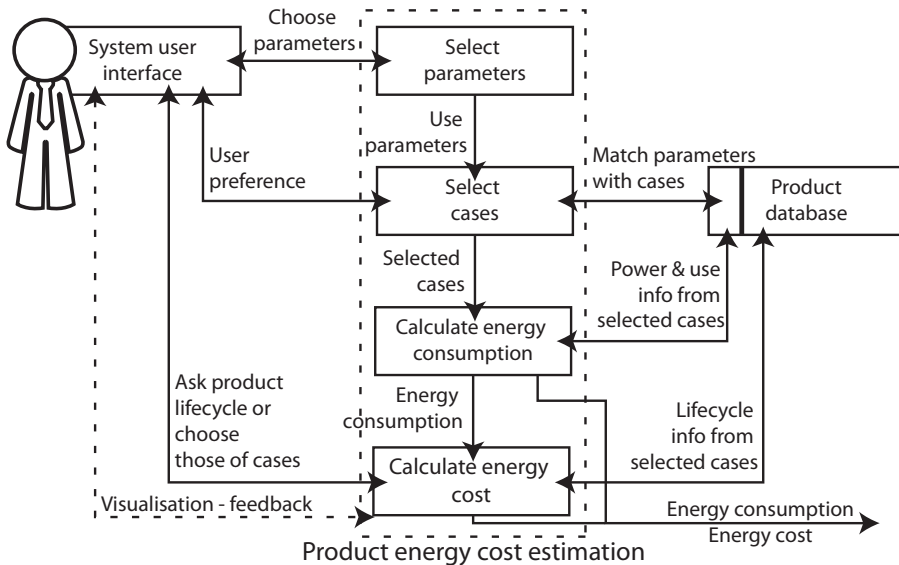 System user
interface
Choose
parameters
Select
parameters
Use
parameters
User
preference
Select
cases
Match parameters
with cases
Product
database
Selected
cases
Power & use
info from
selected cases
Calculate energy
consumption
Ask product
lifecycle or
choose
those of cases
Energy
consumption
Lifecycle
info from
selected cases
Calculate energy
cost
Visualisation - feedback
Energy consumption
Energy cost
Product energy cost estimation